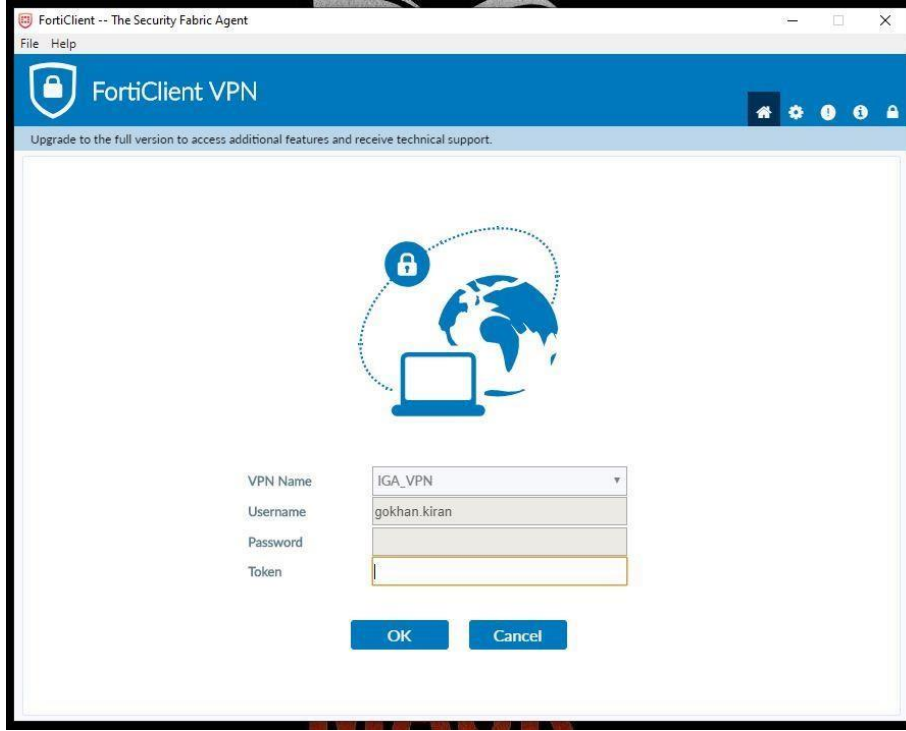 FortiClient -- The Security Fabric Agent
File Help
FortiClient VPN
Upgrade to the full version to access additional features and receive technical support.
VPN Name IGA_VPN
Username gokhan.kiran
Password
Token
OK Cancel